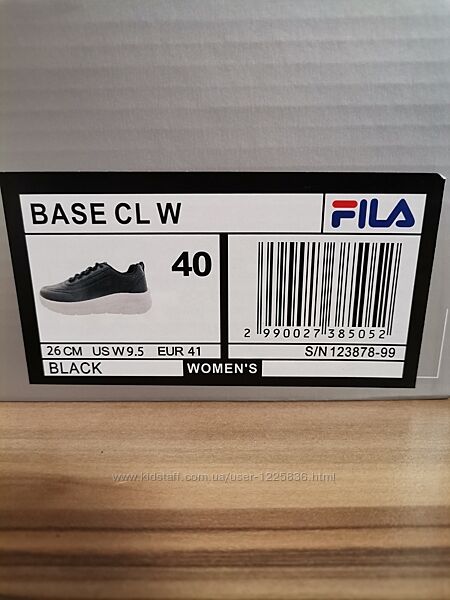 BASE CL W
FILA
40
2 990027 385052
26 CM US W 9.5 EUR 41
S/N 123878-99
BLACK
WOMEN'S
www.kidstaff.com.ua/user-1225836.html